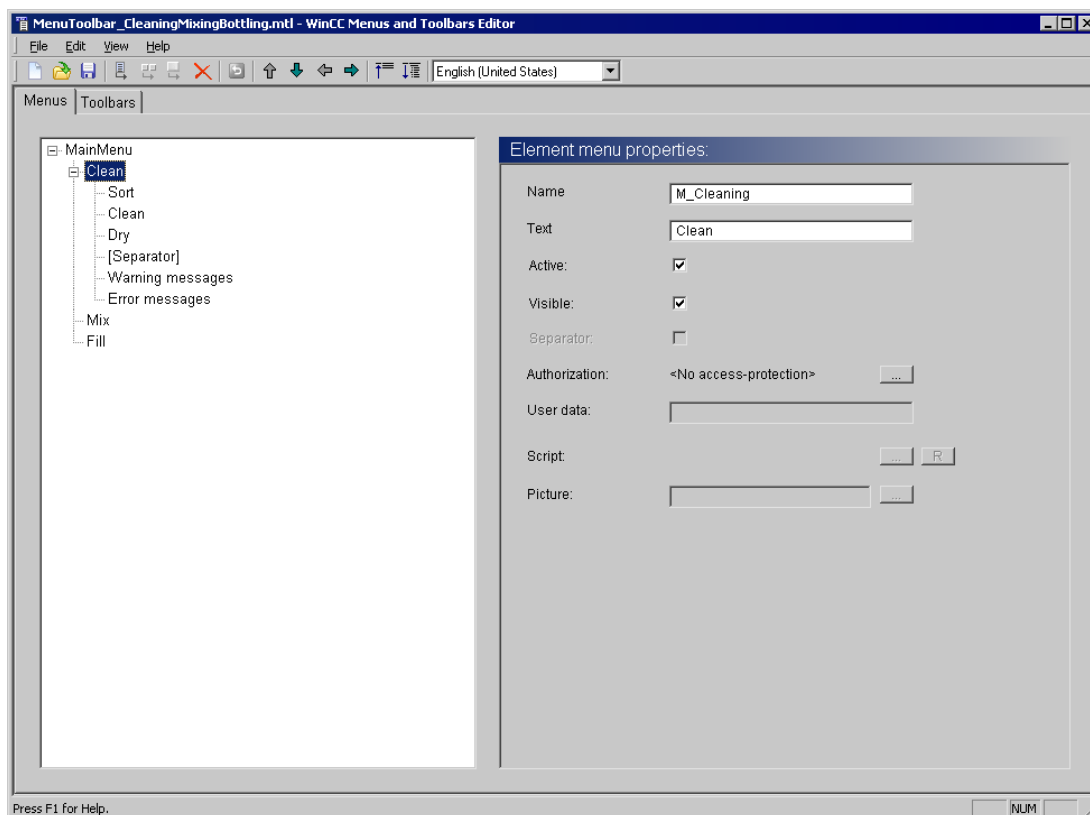 MenuToolbar_CleaningMixingBottling.mtl - WinCC Menus and Toolbars Editor
File Edit View Help
English (United States)
Menus Toolbars
MainMenu
Clean
Sort
Clean
Dry
[Separator]
Warning messages
Error messages
Mix
Fill
Element menu properties:
Name M_Cleaning
Text Clean
Active:
Visible:
Separator:
Authorization: <No access-protection> ...
User data:
Script: ... R
Picture: ...
Press F1 for Help. NUM